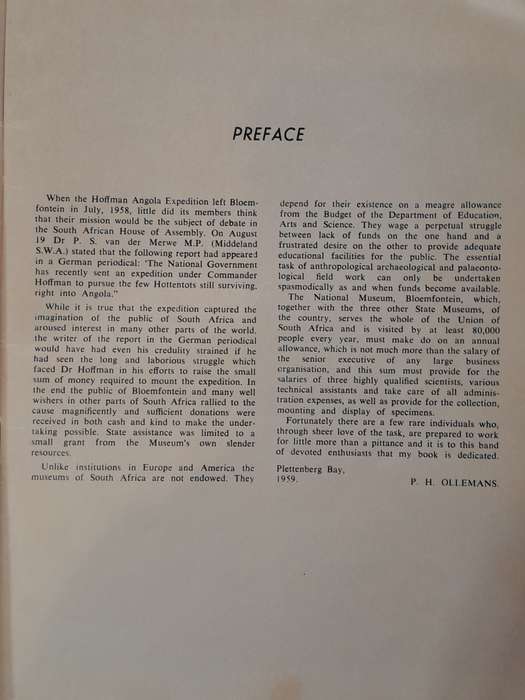 PREFACE
When the Hoffman Angola Expedition left Bloem-
fontein in July, 1958, little did its members think
that their mission would be the subject of debate in
the South African House of Assembly. On August
19 Dr P. S. van der Merwe M.P. (Middeland
S.W.A.) stated that the following report had appeared
in a German periodical: 'The National Government
has recently sent an expedition under Commander
Hoffman to pursue the few Hottentots still surviving,
right into Angola."
While it is true that the expedition captured the
imagination of the public of South Africa and
aroused interest in many other parts of the world,
the writer of the report in the German periodical
would have had even his credulity strained if he
had seen the long and laborious struggle which
faced Dr Hoffman in his efforts to raise the small
sum of money required to mount the expedition. In
the end the public of Bloemfontein and many well
wishers in other parts of South Africa rallied to the
cause magnificently and sufficient donations were
received in both cash and kind to make the under-
taking possible. State assistance was limited to a
small grant from the Museum's own slender
resources.
Unlike institutions in Europe and America the
museums of South Africa are not endowed. They
depend for their existence on a meagre allowance
from the Budget of the Department of Education,
Arts and Science. They wage a perpetual struggle
between lack of funds on the one hand and a
frustrated desire on the other to provide adequate
educational facilities for the public. The essential
task of anthropological archaeological and palaeonto-
logical field work can only be undertaken
spasmodically as and when funds become available.
The National Museum, Bloemfontein, which,
together with the three other State Museums, of
the country, serves the whole of the Union of
South Africa and is visited by at least 80,000
people every year, must make do on an annual
allowance, which is not much more than the salary of
the senior executive of any large business
organisation, and this sum must provide for the
salaries of three highly qualified scientists, various
technical assistants and take care of all adminis-
tration expenses, as well as provide for the collection,
mounting and display of specimens.
Fortunately there are a few rare individuals who,
through sheer love of the task, are prepared to work
for little more than a pittance and it is to this band
of devoted enthusiasts that my book is dedicated.
Plettenberg Bay,
1959.
P. H. OLLEMANS.